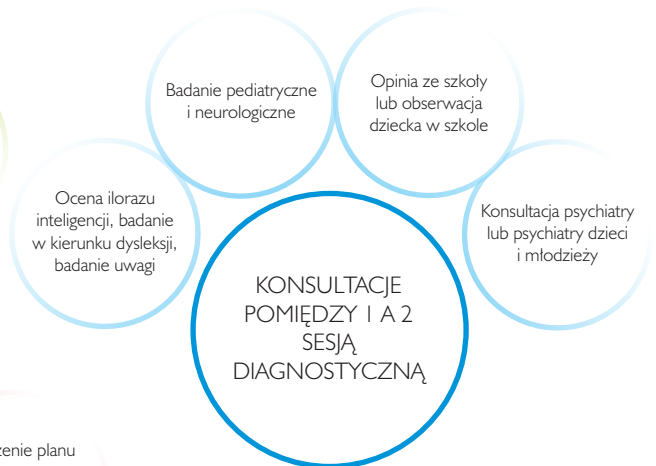 Badanie pediatryczne
i neurologiczne
Opinia ze szkoły
lub obserwacja
dziecka w szkole
Ocena ilorazu
inteligencji, badanie
w kierunku dysleksji,
badanie uwagi
Konsultacja psychiatry
lub psychiatry dzieci
i młodzieży
KONSULTACJE
POMIĘDZY 1 A 2
SESJĄ
DIAGNOSTYCZNĄ
planu